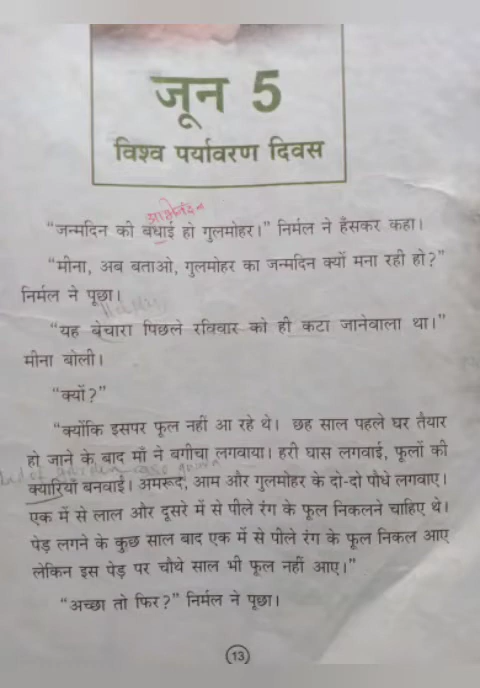 जून 5
विश्व पर्यावरण दिवस
अभिनंदन
"जन्मदिन की बधाई हो गुलमोहर।" निर्मल ने हँसकर कहा।
"मीना, अब बताओ, गुलमोहर का जन्मदिन क्यों मना रही हो?"
निर्मल ने पूछा।
"यह बेचारा पिछले रविवार को ही कटा जानेवाला था।"
मीना बोली।
"क्यों?"
"क्योंकि इसपर फूल नहीं आ रहे थे। छह साल पहले घर तैयार
हो जाने के बाद माँ ने बगीचा लगवाया। हरी घास लगवाई, फूलों की
क्यारियाँ बनवाई। अमरूद, आम और गुलमोहर के दो-दो पौधे लगवाए।
एक में से लाल और दूसरे में से पीले रंग के फूल निकलने चाहिए थे।
पेड़ लगने के कुछ साल बाद एक में से पीले रंग के फूल निकल आए
लेकिन इस पेड़ पर चौथे साल भी फूल नहीं आए।"
"अच्छा तो फिर?" निर्मल ने पूछा।
13